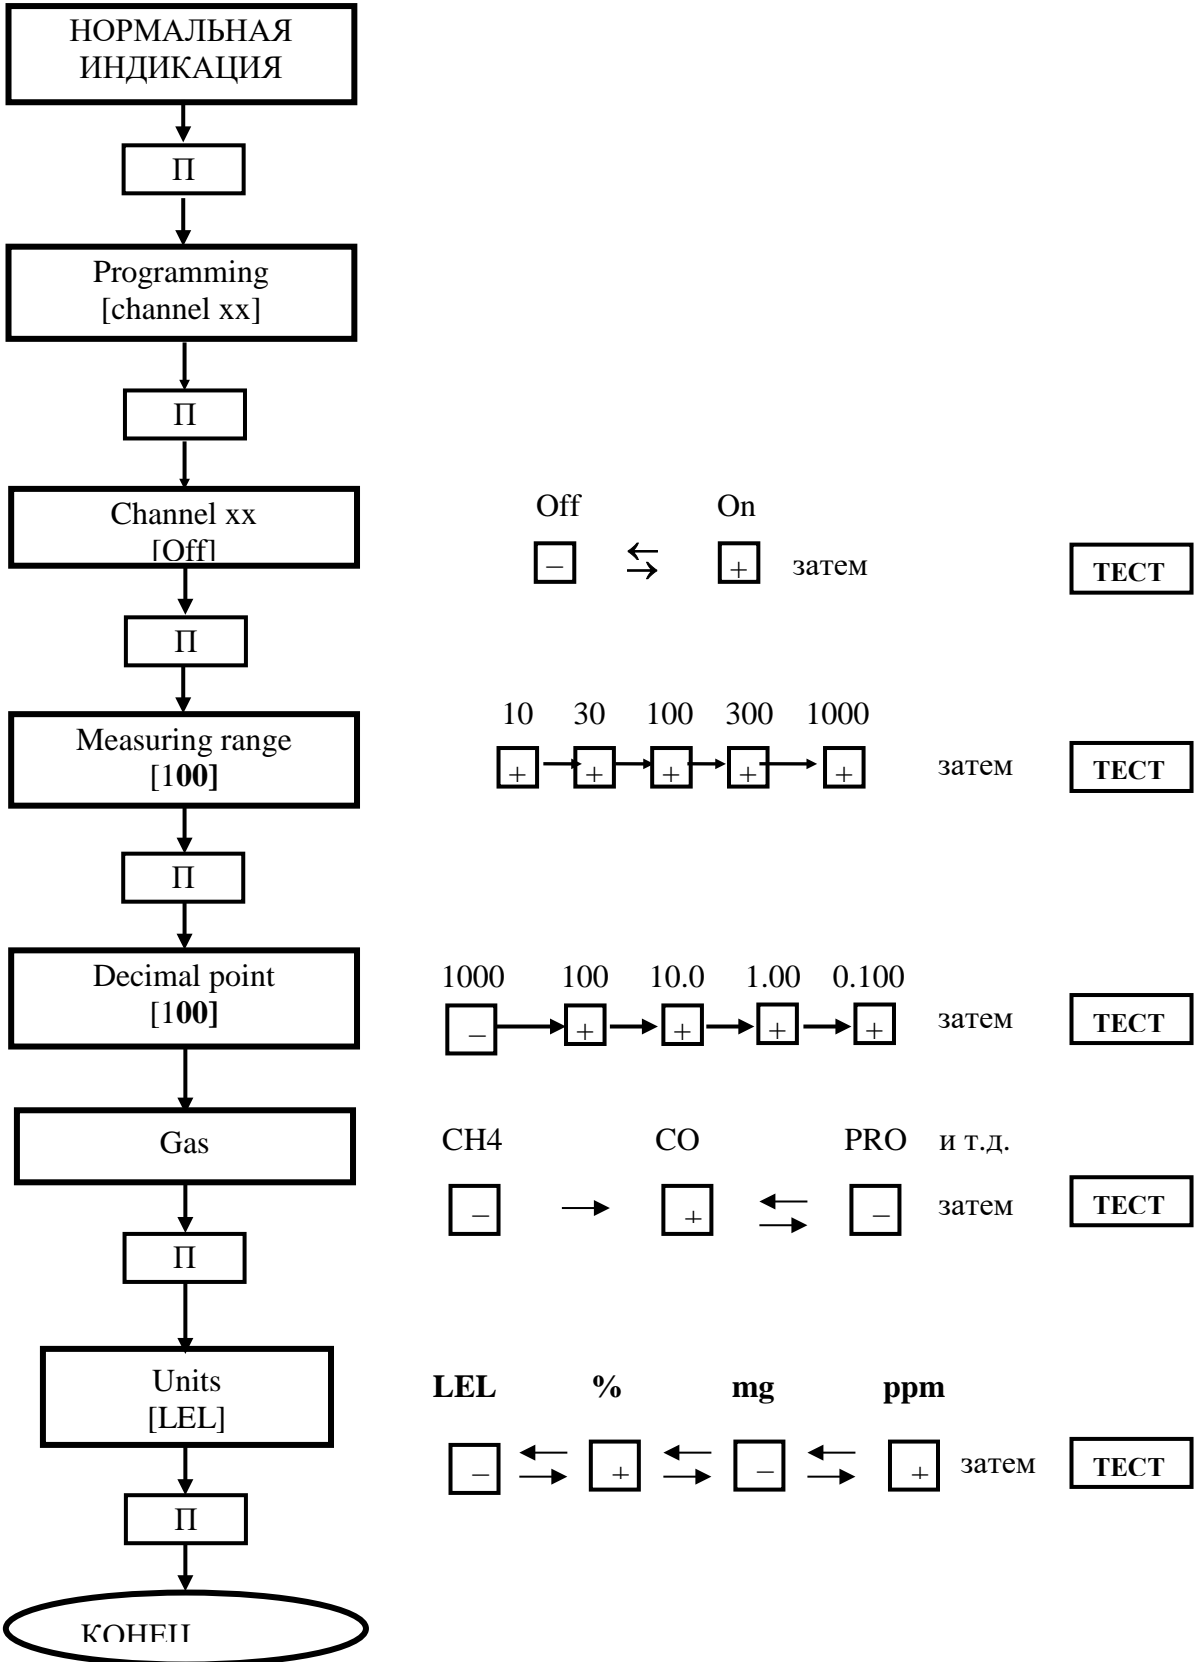 НОРМАЛЬНАЯ
ИНДИКАЦИЯ
П
Programming
[channel xx]
П
Channel xx
[Off]
Off On
– + затем ТЕСТ
П
Measuring range
[100]
10 30 100 300 1000
+ + + + + затем ТЕСТ
П
Decimal point
[100]
1000 100 10.0 1.00 0.100
– + + + + затем ТЕСТ
Gas
CH4 CO PRO и т.д.
– + – затем ТЕСТ
П
Units
[LEL]
LEL % mg ppm
– + – + затем ТЕСТ
П
КОНЕЦ